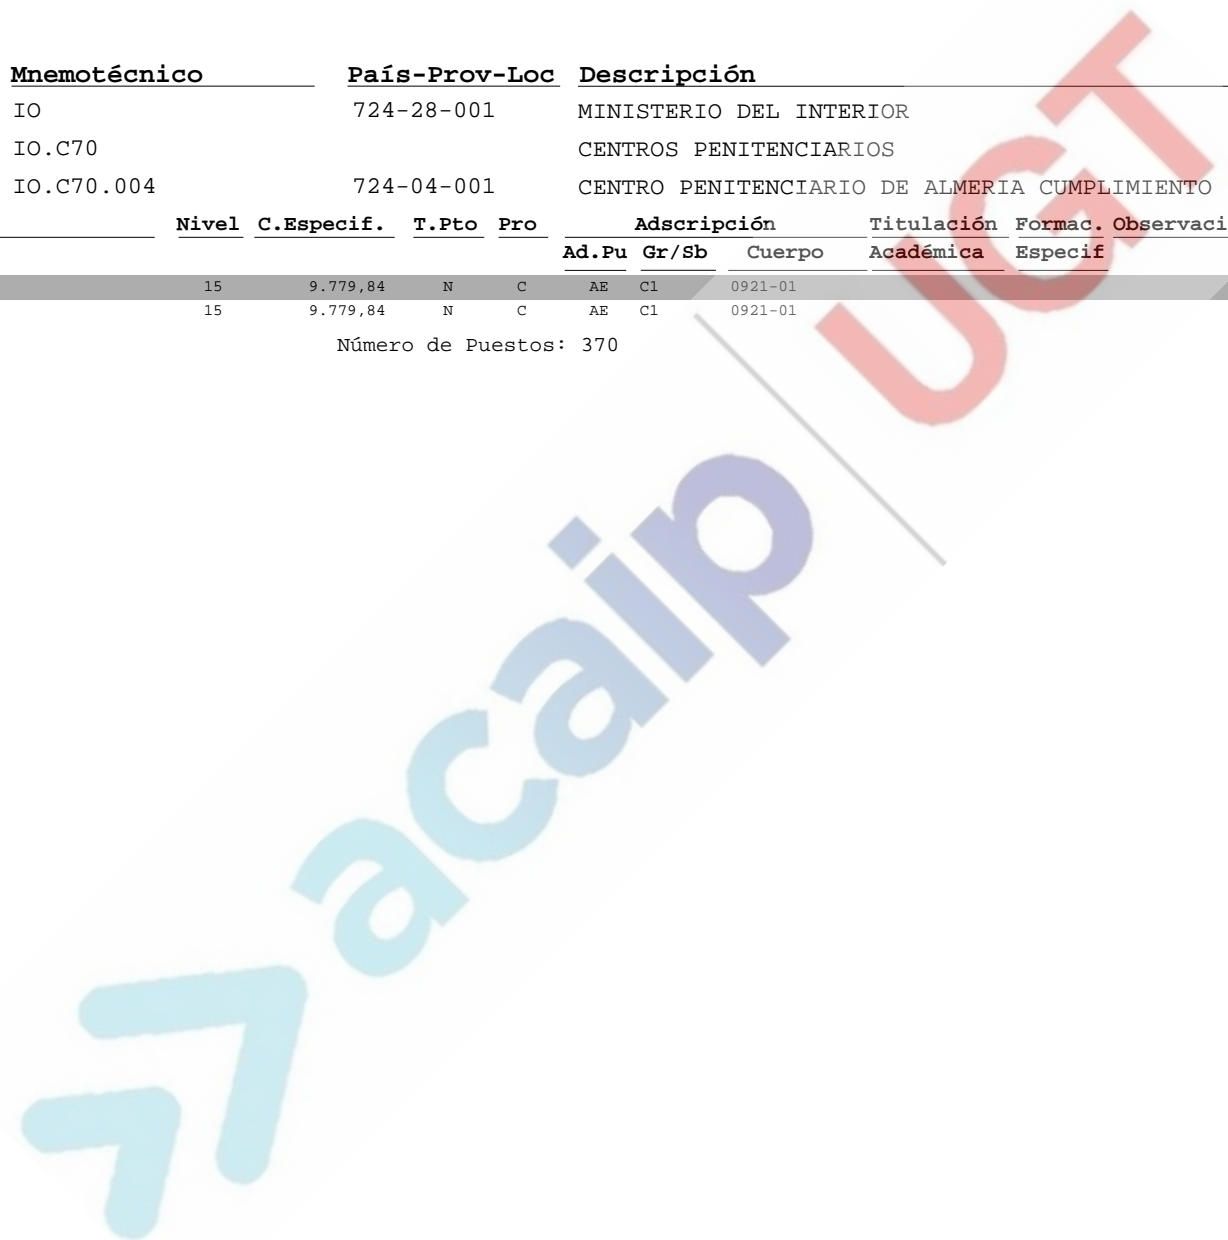 Mnemotécnico País-Prov-Loc Descripción
IO 724-28-001 MINISTERIO DEL INTERIOR
IO.C70 CENTROS PENITENCIARIOS
IO.C70.004 724-04-001 CENTRO PENITENCIARIO DE ALMERIA CUMPLIMIENTO
Nivel C.Especif. T.Pto Pro Adscripción Titulación Formac. Observaci
Ad.Pu Gr/Sb Cuerpo Académica Especif
15 9.779,84 N C AE C1 0921-01
15 9.779,84 N C AE C1 0921-01
Número de Puestos: 370
acaip UGT